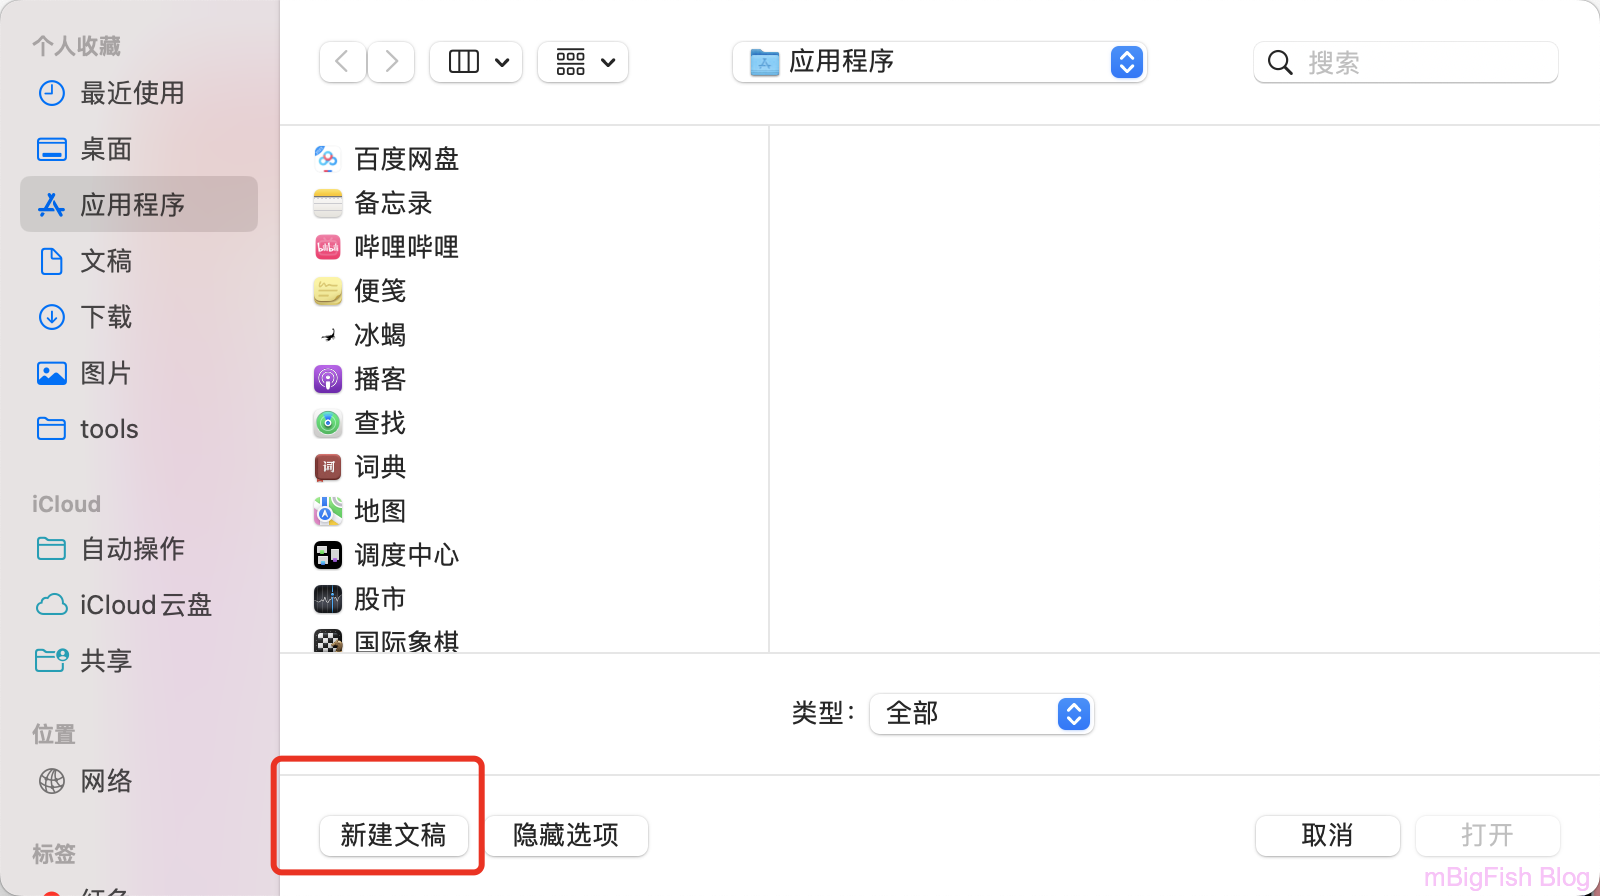 个人收藏
最近使用
桌面
应用程序
文稿
下载
图片
tools
iCloud
自动操作
iCloud云盘
共享
位置
网络
标签
红色
应用程序
搜索
百度网盘
备忘录
哔哩哔哩
便笺
冰蝎
播客
查找
词典
地图
调度中心
股市
国际象棋
类型：
全部
新建文稿
隐藏选项
取消
打开
mBigFish Blog